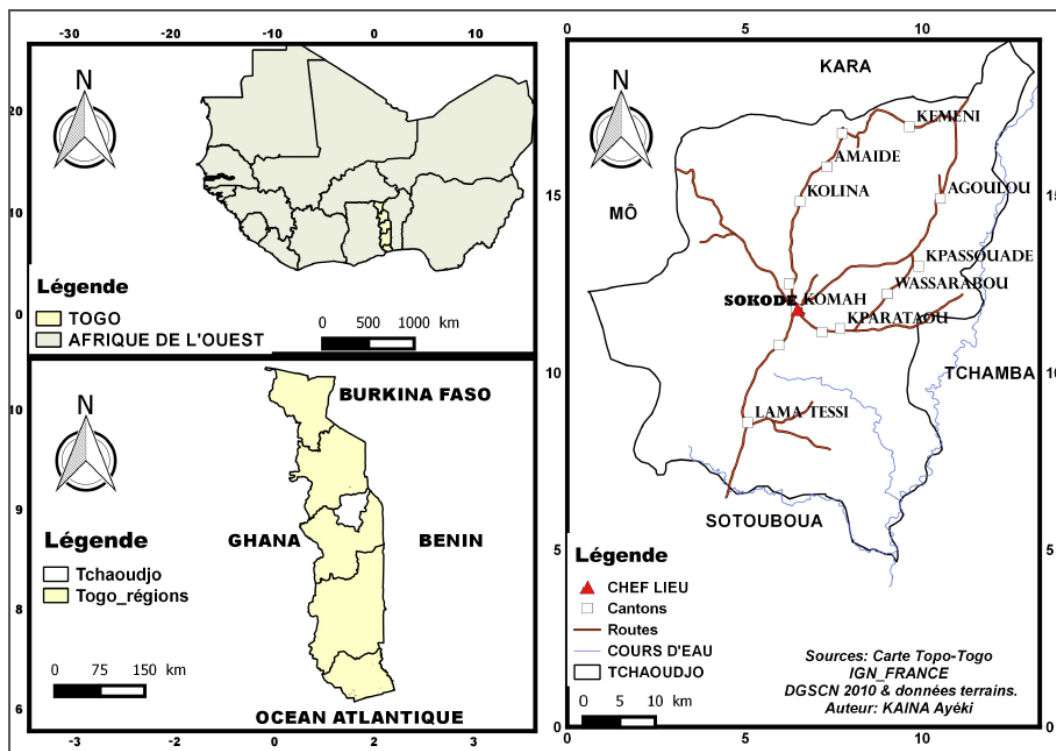 -30 -20 -10 0 10
N
20
10
0
Légende
TOGO
AFRIQUE DE L'OUEST
0 500 1000 km
N
10
9
8
7
6
BURKINA FASO
GHANA
BENIN
Légende
Tchaoudjo
Togo_régions
0 75 150 km
OCEAN ATLANTIQUE
-3 -2 0 2 3
0 5 10
N
KARA
KEMENI
AMAIDE
KOLINA
AGOULOU
15
15
MÔ
KPASSOUADE
WASSARABOU
SOKODE
KOMAH
KPARATAOU
10
10
TCHAMBA
LAMA TESSI
SOTOUBOUA
5
5
Légende
CHEF LIEU
Cantons
Routes
COURS D'EAU
TCHAOUDJO
0 5 10 km
Sources: Carte Topo-Togo
IGN_FRANCE
DGSCN 2010 & données terrains.
Auteur: KAINA Ayéki
0
0
0 5 10